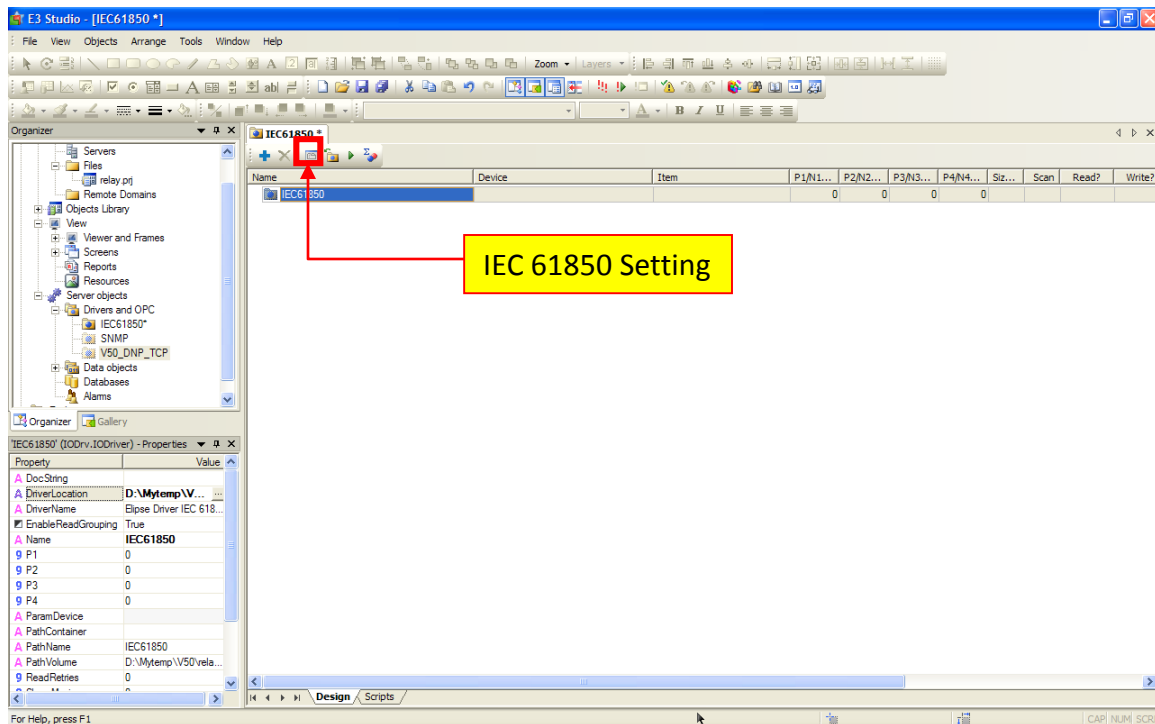 E3 Studio - [IEC61850 *]
File View Objects Arrange Tools Window Help
Zoom Layers
Organizer
IEC61850 *
Servers
Files
relay.prj
Remote Domains
Objects Library
View
Viewer and Frames
Screens
Reports
Resources
Server objects
Drivers and OPC
IEC61850*
SNMP
V50_DNP_TCP
Data objects
Databases
Alarms
Organizer Gallery
Name Device Item P1/N1... P2/N2... P3/N3... P4/N4... Siz... Scan Read? Write?
IEC61850 0 0 0 0
IEC 61850 Setting
'IEC61850' (IODrv.IODriver) - Properties
Property Value
DocString
DriverLocation D:\Mytemp\V... ...
DriverName Elipse Driver IEC 618...
EnableReadGrouping True
Name IEC61850
P1 0
P2 0
P3 0
P4 0
ParamDevice
PathContainer
PathName IEC61850
PathVolume D:\Mytemp\V50\rela...
ReadRetries 0
Design Scripts
For Help, press F1
CAP NUM SCR